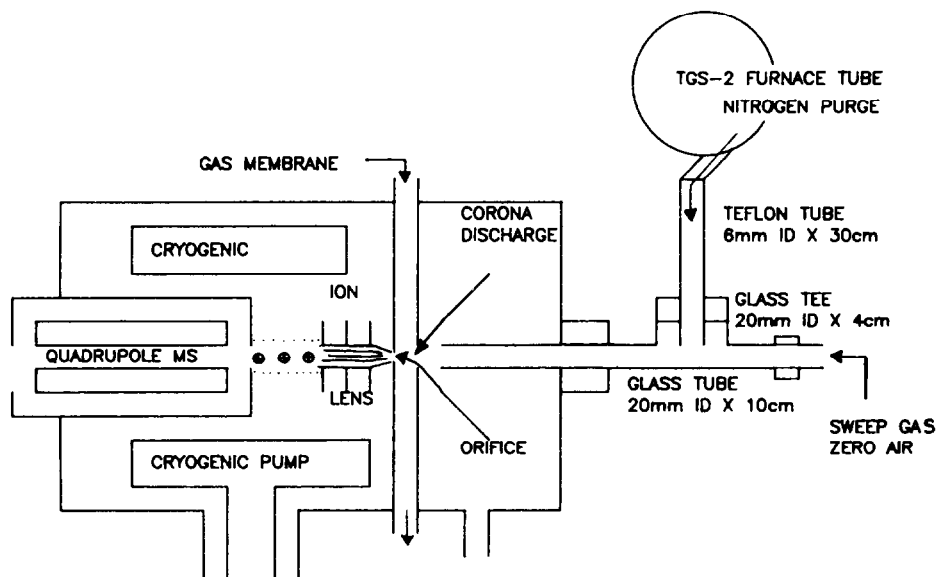 TGS-2 FURNACE TUBE
NITROGEN PURGE
GAS MEMBRANE
CORONA
DISCHARGE
TEFLON TUBE
6mm ID X 30cm
CRYOGENIC
ION
GLASS TEE
20mm ID X 4cm
QUADRUPOLE MS
LENS
GLASS TUBE
20mm ID X 10cm
SWEEP GAS
ZERO AIR
ORIFICE
CRYOGENIC PUMP